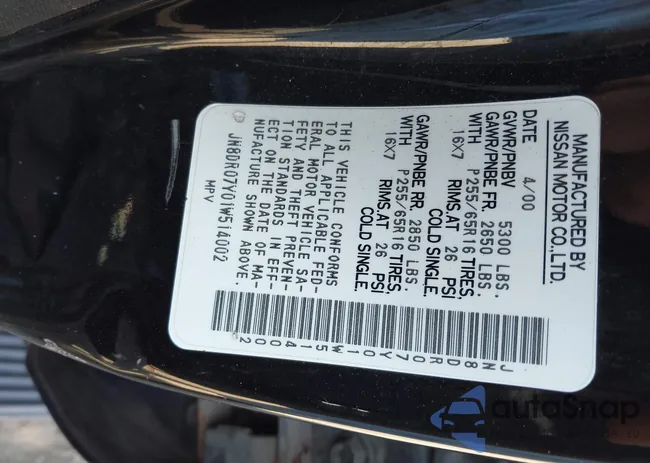 MANUFACTURED BY
NISSAN MOTOR CO.,LTD.
DATE 4/00
GVWR/PNBV 5300 LBS.
GAWR/PNBE FR. 2850 LBS.
WITH P255/65R16 TIRES,
16X7 RIMS,AT 26 PSI
COLD SINGLE.
GAWR/PNBE RR. 2850 LBS.
WITH P255/65R16 TIRES,
16X7 RIMS,AT 26 PSI
COLD SINGLE.
THIS VEHICLE CONFORMS
TO ALL APPLICABLE FED-
ERAL MOTOR VEHICLE SA-
FETY AND THEFT PREVEN-
TION STANDARDS IN EFF-
ECT ON THE DATE OF MA-
NUFACTURE SHOWN ABOVE.
JN8DR07Y01W514002
MPV
JN8DR07Y01W514002
autoSnap